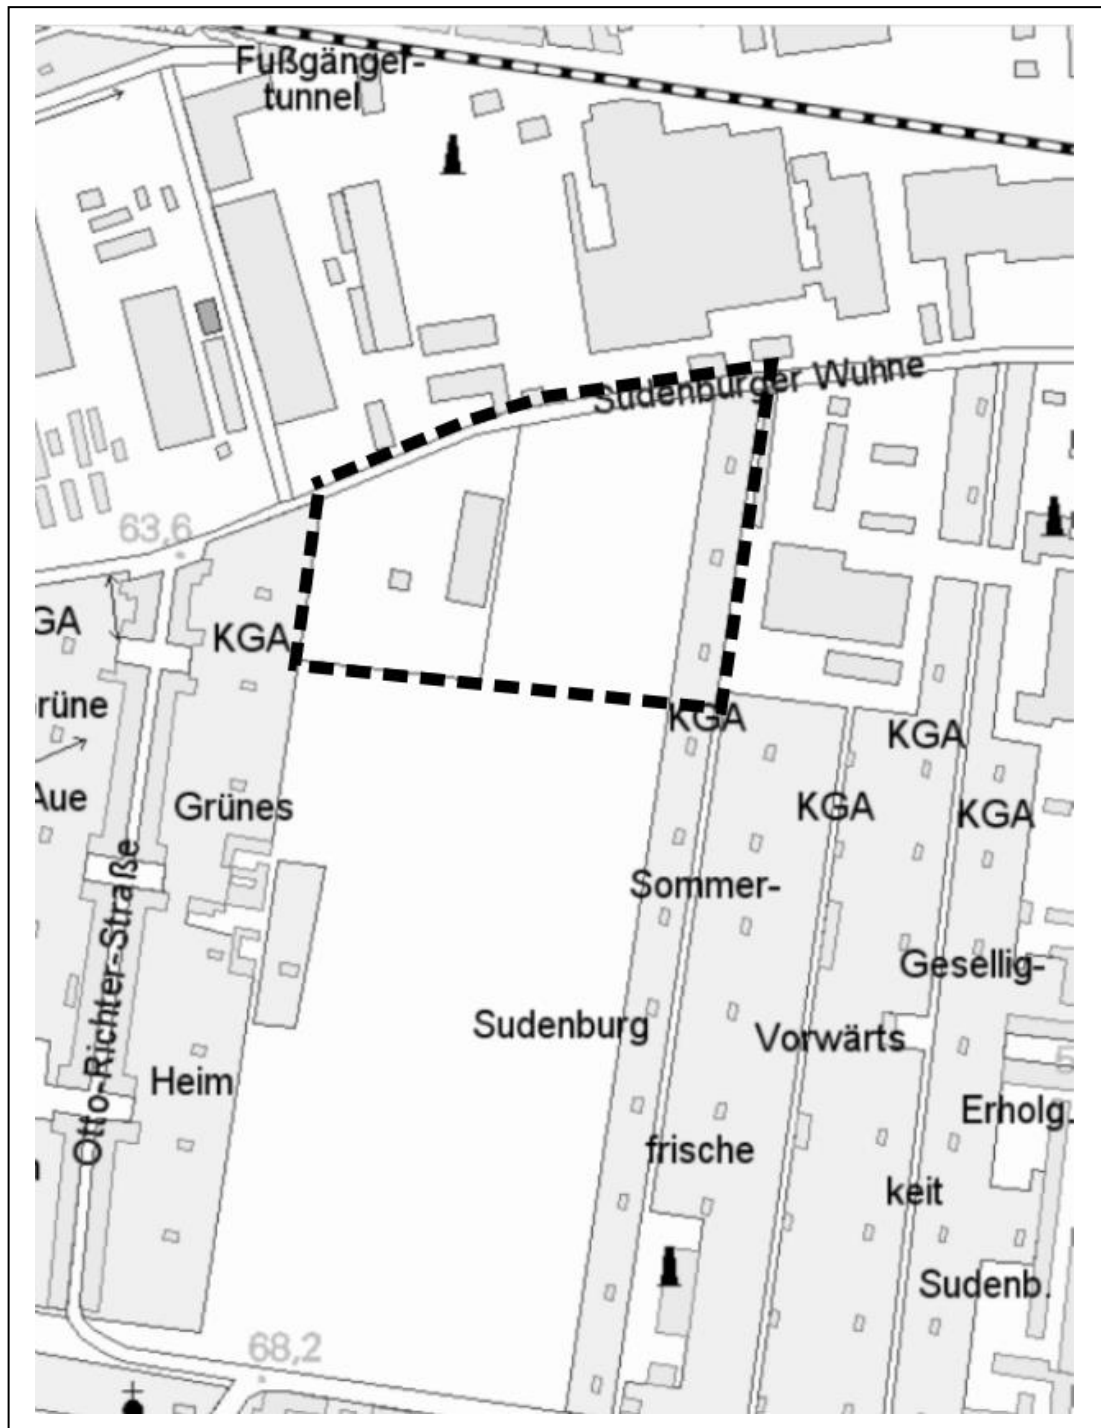 Fußgänger-
tunnel
Sudenburger Wuhne
63,6
GA
KGA
rüne
KGA
KGA
Aue
Grünes
KGA
KGA
Sommer-
Gesellig-
Sudenburg
Vorwärts
Otto-Richter-Straße
Heim
Erholg.
frische
keit
Sudenb.
68,2